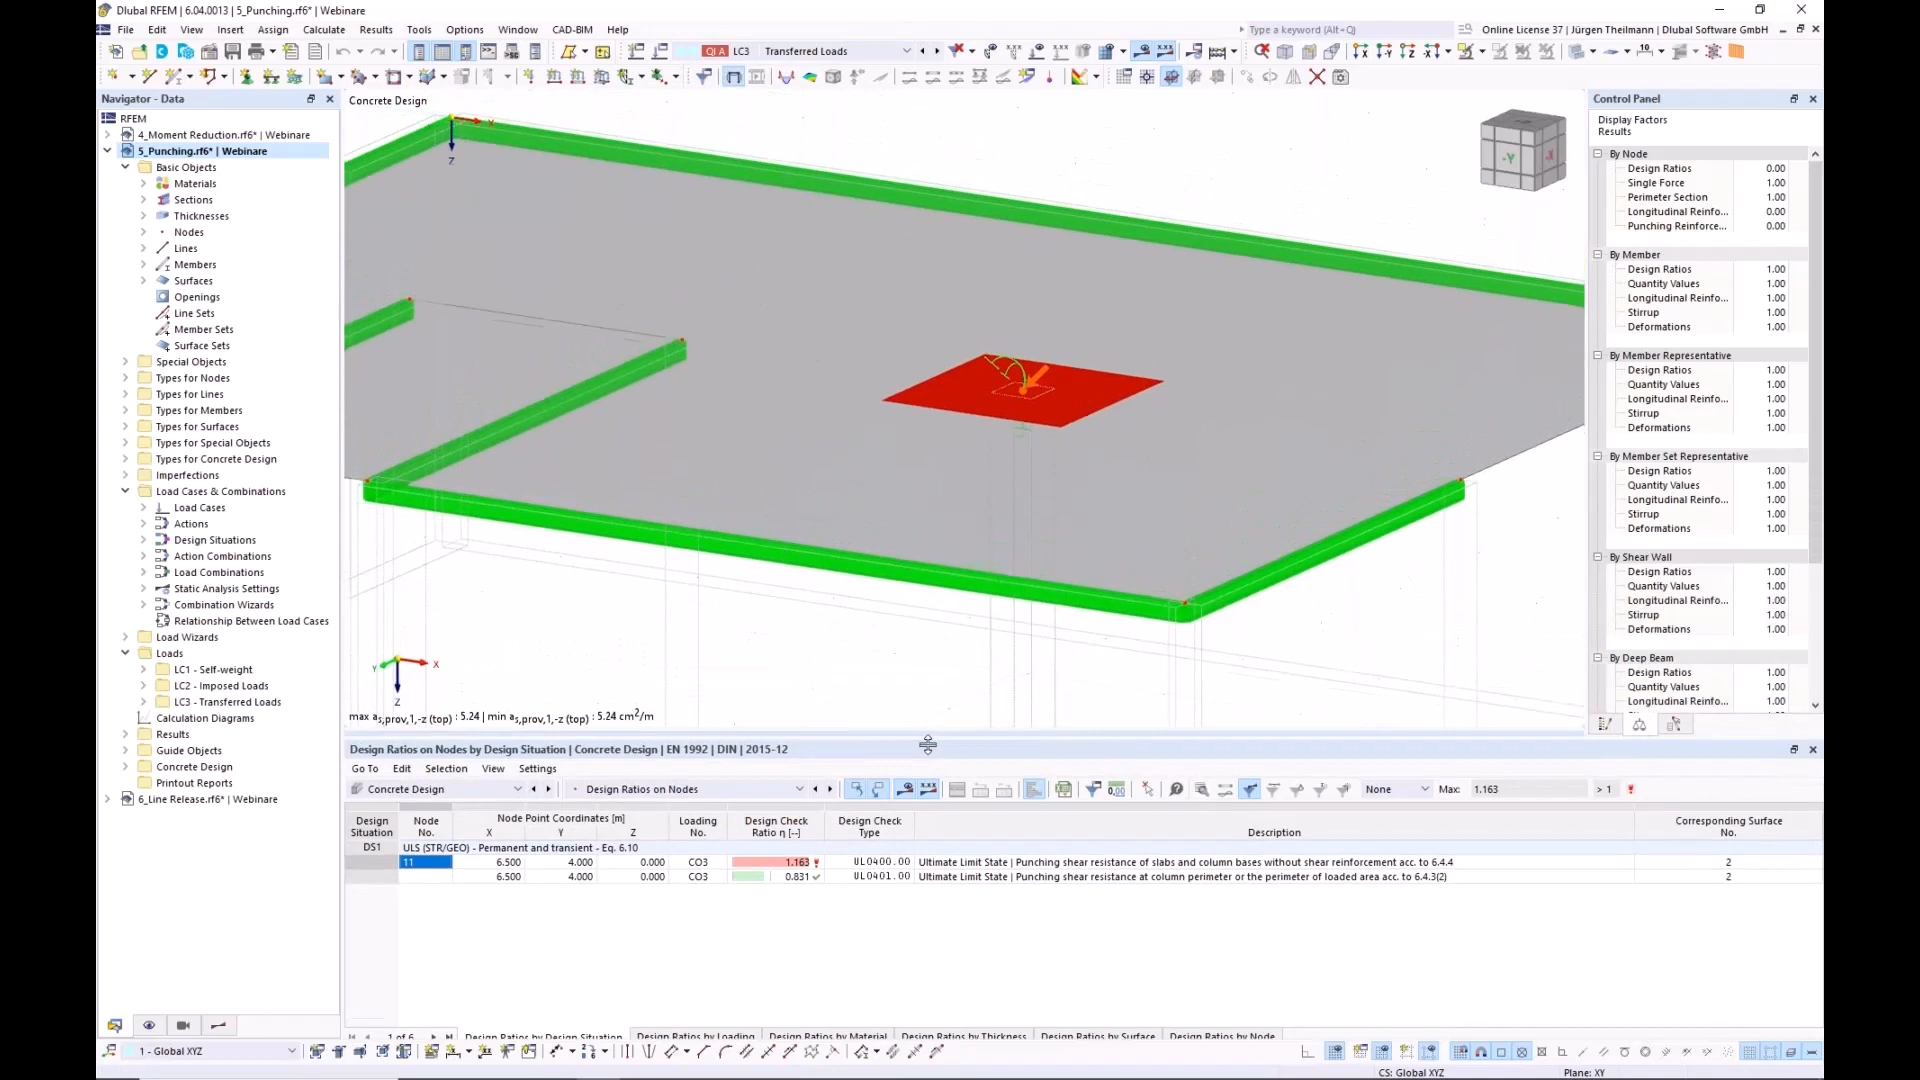 Dlubal RFEM | 6.04.0013 | 5_Punching.rf6* | Webinare
File Edit View Insert Assign Calculate Results Tools Options Window CAD-BIM Help
Type a keyword (Alt+Q)
Online License 37 | Jürgen Theilmann | Dlubal Software GmbH
QI A LC3 Transferred Loads
Navigator - Data
RFEM
4_Moment Reduction.rf6* | Webinare
5_Punching.rf6* | Webinare
Basic Objects
Materials
Sections
Thicknesses
Nodes
Lines
Members
Surfaces
Openings
Line Sets
Member Sets
Surface Sets
Special Objects
Types for Nodes
Types for Lines
Types for Members
Types for Surfaces
Types for Special Objects
Types for Concrete Design
Imperfections
Load Cases & Combinations
Load Cases
Actions
Design Situations
Action Combinations
Load Combinations
Static Analysis Settings
Combination Wizards
Relationship Between Load Cases
Load Wizards
Loads
LC1 - Self-weight
LC2 - Imposed Loads
LC3 - Transferred Loads
Calculation Diagrams
Results
Guide Objects
Concrete Design
Printout Reports
6_Line Release.rf6* | Webinare
1 - Global XYZ
Concrete Design
X
Z
-Y
Y
X
Z
max as,prov,1,-z (top) : 5.24 | min as,prov,1,-z (top) : 5.24 cm²/m
Control Panel
Display Factors
Results
By Node
Design Ratios 0.00
Single Force 1.00
Perimeter Section 1.00
Longitudinal Reinfo... 0.00
Punching Reinforce... 0.00
By Member
Design Ratios 1.00
Quantity Values 1.00
Longitudinal Reinfo... 1.00
Stirrup 1.00
Deformations 1.00
By Member Representative
Design Ratios 1.00
Quantity Values 1.00
Longitudinal Reinfo... 1.00
Stirrup 1.00
Deformations 1.00
By Member Set Representative
Design Ratios 1.00
Quantity Values 1.00
Longitudinal Reinfo... 1.00
Stirrup 1.00
Deformations 1.00
By Shear Wall
Design Ratios 1.00
Quantity Values 1.00
Longitudinal Reinfo... 1.00
Stirrup 1.00
Deformations 1.00
By Deep Beam
Design Ratios 1.00
Quantity Values 1.00
Longitudinal Reinfo... 1.00
Design Ratios on Nodes by Design Situation | Concrete Design | EN 1992 | DIN | 2015-12
Go To Edit Selection View Settings
Concrete Design Design Ratios on Nodes None Max: 1.163 > 1
Design Node Node Point Coordinates [m] Loading Design Check Design Check Corresponding Surface
Situation No. X Y Z No. Ratio η [--] Type Description No.
DS1 ULS (STR/GEO) - Permanent and transient - Eq. 6.10
11 6.500 4.000 0.000 CO3 1.163 UL0400.00 Ultimate Limit State | Punching shear resistance of slabs and column bases without shear reinforcement acc. to 6.4.4 2
6.500 4.000 0.000 CO3 0.831 UL0401.00 Ultimate Limit State | Punching shear resistance at column perimeter or the perimeter of loaded area acc. to 6.4.3(2) 2
1 of 6 Design Ratios by Design Situation Design Ratios by Loading Design Ratios by Material Design Ratios by Thickness Design Ratios by Surface Design Ratios by Node
CS: Global XYZ Plane: XY